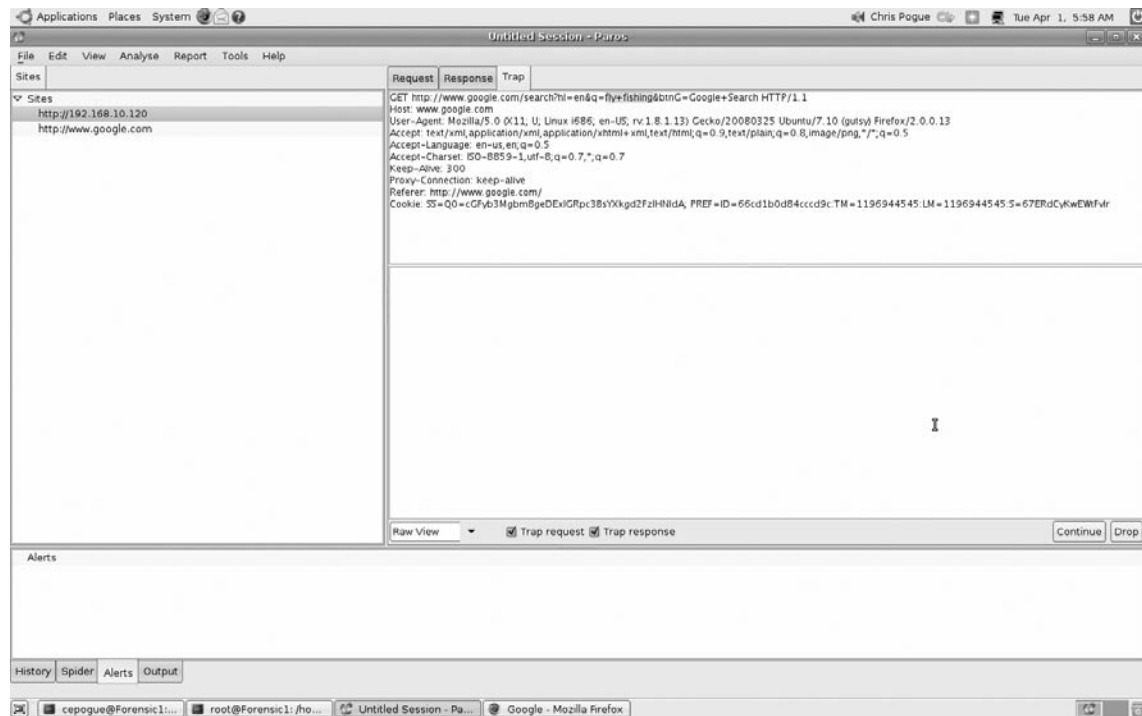 Applications Places System
Chris Pogue
Tue Apr 1, 5:58 AM
Untitled Session - Paros
File Edit View Analyse Report Tools Help
Sites
Request Response Trap
Sites
http://192.168.10.120
http://www.google.com
GET http://www.google.com/search?hl=en&q=fly+fishing&btnG=Google+Search HTTP/1.1
Host: www.google.com
User-Agent: Mozilla/5.0 (X11; U; Linux i686; en-US; rv:1.8.1.13) Gecko/20080325 Ubuntu/7.10 (gutsy) Firefox/2.0.0.13
Accept: text/xml,application/xml,application/xhtml+xml,text/html;q=0.9,text/plain;q=0.8,image/png,*/*;q=0.5
Accept-Language: en-us,en;q=0.5
Accept-Charset: ISO-8859-1,utf-8;q=0.7,*;q=0.7
Keep-Alive: 300
Proxy-Connection: keep-alive
Referer: http://www.google.com/
Cookie:
Raw View Trap request Trap response Continue Drop
Alerts
History Spider Alerts Output
cepogue@Forensic1:... root@Forensic1: /ho... Untitled Session - Pa... Google - Mozilla Firefox